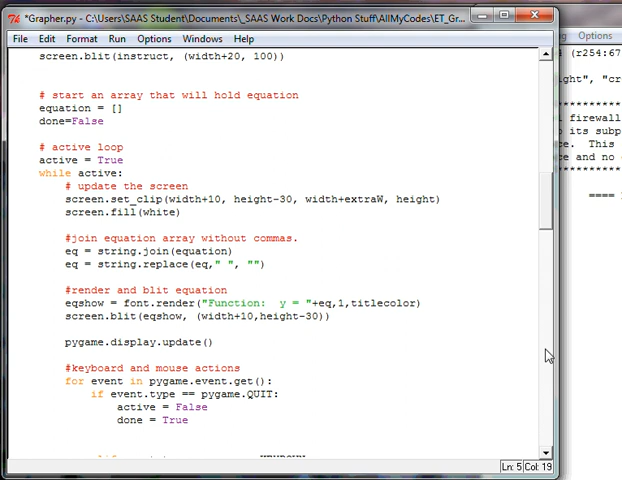 *Grapher.py - C:\Users\SAAS Student\Documents\_SAAS Work Docs\Python Stuff\AllMyCodes\ET_Gr...
File Edit Format Run Options Windows Help
screen.blit(instruct, (width+20, 100))
# start an array that will hold equation
equation = []
done=False
# active loop
active = True
while active:
# update the screen
screen.set_clip(width+10, height-30, width+extraW, height)
screen.fill(white)
#join equation array without commas.
eq = string.join(equation)
eq = string.replace(eq," ", "")
#render and blit equation
eqshow = font.render("Function:  y = "+eq,1,titlecolor)
screen.blit(eqshow, (width+10,height-30))
pygame.display.update()
#keyboard and mouse actions
for event in pygame.event.get():
if event.type == pygame.QUIT:
active = False
done = True
Ln: 5 Col: 19
Options
(r254:67
ght", "cr
firewall
o its subp
ce. This
ce and no
====